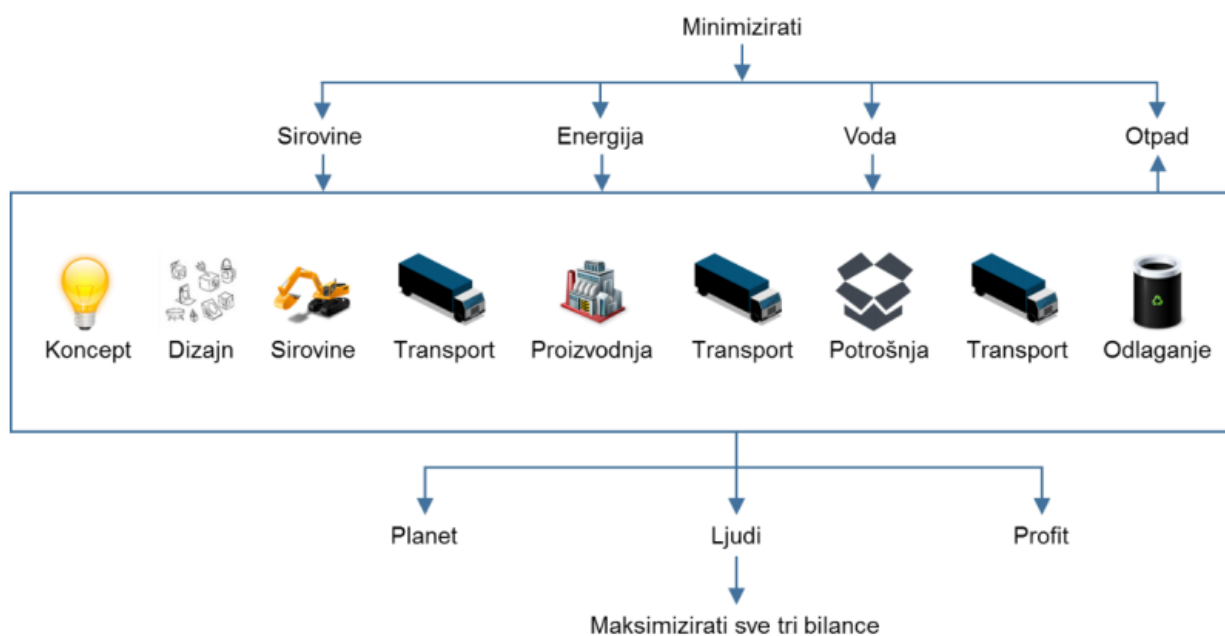 Minimizirati
Sirovine Energija Voda Otpad
Koncept Dizajn Sirovine Transport Proizvodnja Transport Potrošnja Transport Odlaganje
Planet Ljudi Profit
Maksimizirati sve tri bilance